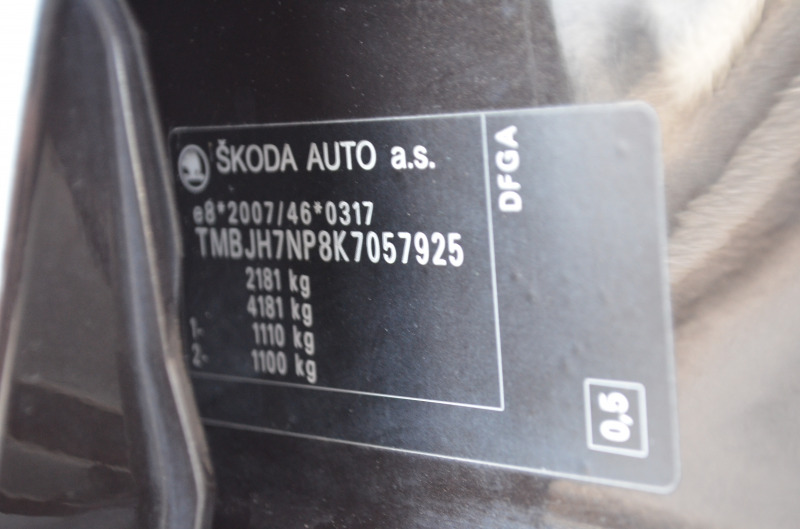 ŠKODA AUTO a.s.
e8*2007/46*0317
TMBJH7NP8K7057925
2181 kg
4181 kg
1- 1110 kg
2- 1100 kg
DFGA
0,5